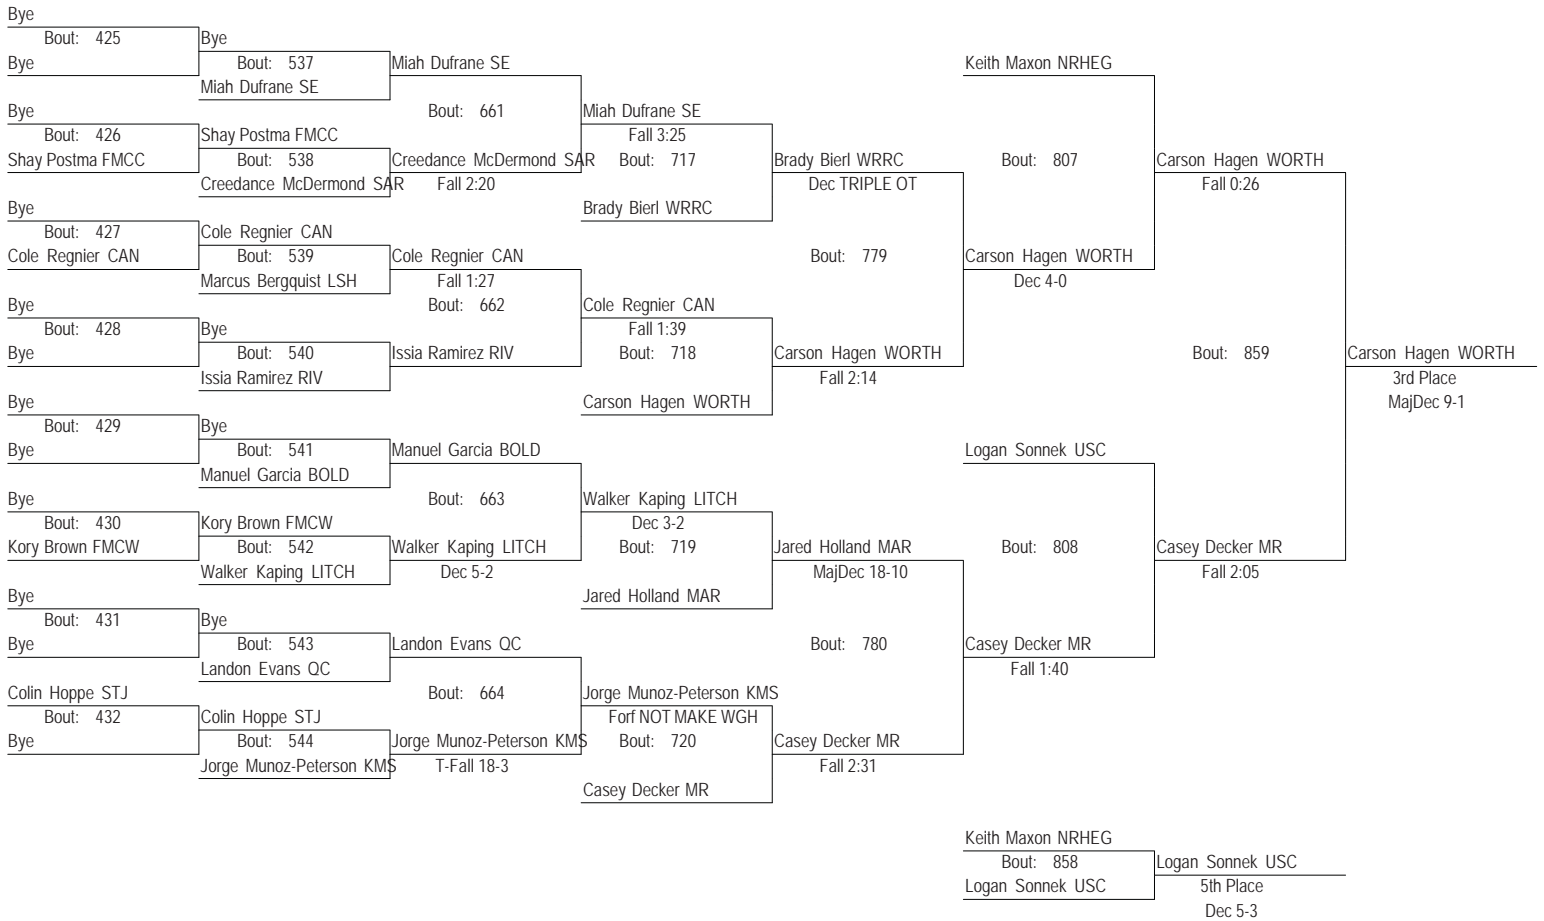 Bye
Bout: 425
Bye
Bye
Bout: 426
Shay Postma FMCC
Bye
Bout: 427
Cole Regnier CAN
Bye
Bout: 428
Bye
Bye
Bout: 429
Bye
Bye
Bout: 430
Kory Brown FMCW
Bye
Bout: 431
Bye
Colin Hoppe STJ
Bout: 432
Bye
Bye
Bout: 537
Miah Dufrane SE
Shay Postma FMCC
Bout: 538
Creedance McDermond SAR
Cole Regnier CAN
Bout: 539
Marcus Bergquist LSH
Bye
Bout: 540
Issia Ramirez RIV
Bye
Bout: 541
Manuel Garcia BOLD
Kory Brown FMCW
Bout: 542
Walker Kaping LITCH
Bye
Bout: 543
Landon Evans QC
Colin Hoppe STJ
Bout: 544
Jorge Munoz-Peterson KMS
Miah Dufrane SE
Bout: 661
Creedance McDermond SAR
Fall 2:20
Cole Regnier CAN
Fall 1:27
Bout: 662
Issia Ramirez RIV
Manuel Garcia BOLD
Bout: 663
Walker Kaping LITCH
Dec 5-2
Landon Evans QC
Bout: 664
Jorge Munoz-Peterson KMS
T-Fall 18-3
Miah Dufrane SE
Fall 3:25
Bout: 717
Brady Bierl WRRC
Cole Regnier CAN
Fall 1:39
Bout: 718
Carson Hagen WORTH
Walker Kaping LITCH
Dec 3-2
Bout: 719
Jared Holland MAR
Jorge Munoz-Peterson KMS
Forf NOT MAKE WGH
Bout: 720
Casey Decker MR
Brady Bierl WRRC
Dec TRIPLE OT
Bout: 779
Carson Hagen WORTH
Fall 2:14
Jared Holland MAR
MajDec 18-10
Bout: 780
Casey Decker MR
Fall 2:31
Keith Maxon NRHEG
Bout: 807
Carson Hagen WORTH
Dec 4-0
Logan Sonnek USC
Bout: 808
Casey Decker MR
Fall 1:40
Carson Hagen WORTH
Fall 0:26
Bout: 859
Casey Decker MR
Fall 2:05
Carson Hagen WORTH
3rd Place
MajDec 9-1
Keith Maxon NRHEG
Bout: 858
Logan Sonnek USC
Logan Sonnek USC
5th Place
Dec 5-3